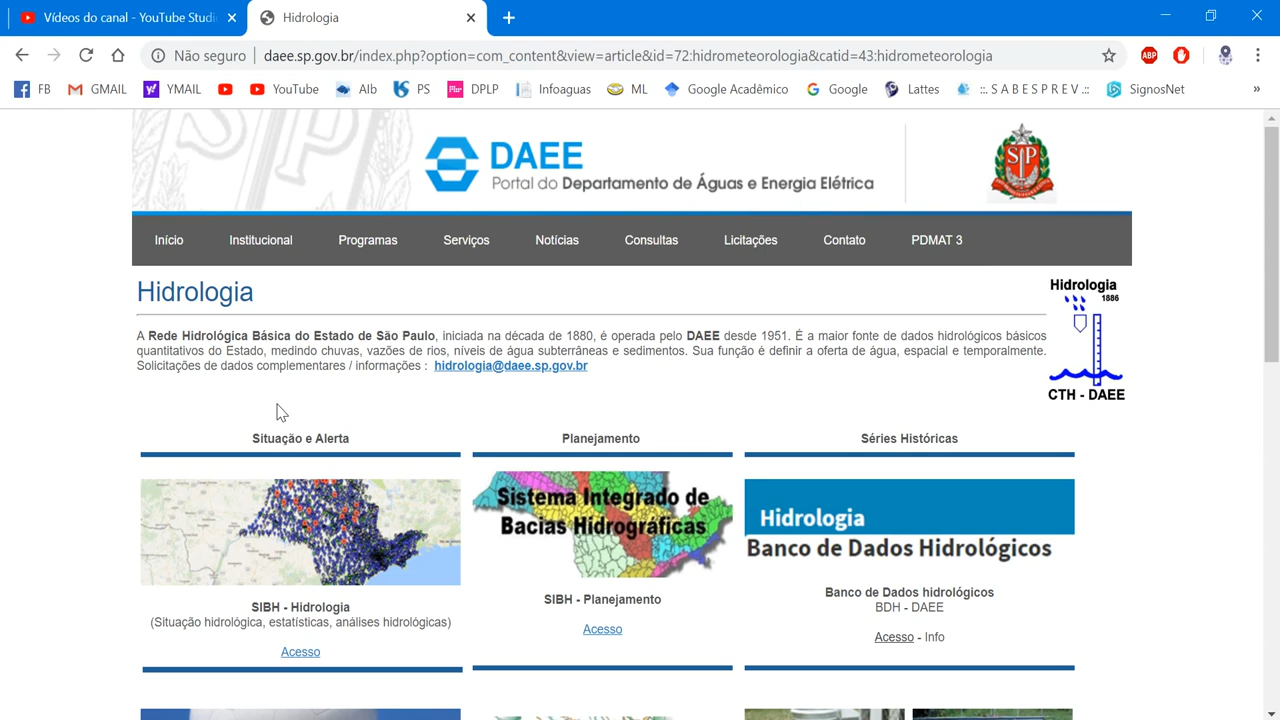 Vídeos do canal - YouTube Studi
Hidrologia
Não seguro
daee.sp.gov.br/index.php?option=com_content&view=article&id=72:hidrometeorologia&catid=43:hidrometeorologia
ABP
FB GMAIL YMAIL YouTube Alb PS DPLP Infoaguas ML Google Acadêmico Google Lattes ::. S A B E S P R E V .:: SignosNet »
DAEE
Portal do Departamento de Águas e Energia Elétrica
SP
Início Institucional Programas Serviços Notícias Consultas Licitações Contato PDMAT 3
Hidrologia
Hidrologia
1886
CTH - DAEE
A Rede Hidrológica Básica do Estado de São Paulo, iniciada na década de 1880, é operada pelo DAEE desde 1951. É a maior fonte de dados hidrológicos básicos
quantitativos do Estado, medindo chuvas, vazões de rios, níveis de água subterrâneas e sedimentos. Sua função é definir a oferta de água, espacial e temporalmente.
Solicitações de dados complementares / informações : hidrologia@daee.sp.gov.br
Situação e Alerta
SIBH - Hidrologia
(Situação hidrológica, estatísticas, análises hidrológicas)
Acesso
Planejamento
Sistema Integrado de
Bacias Hidrográficas
SIBH - Planejamento
Acesso
Séries Históricas
Hidrologia
Banco de Dados Hidrológicos
Banco de Dados hidrológicos
BDH - DAEE
Acesso - Info